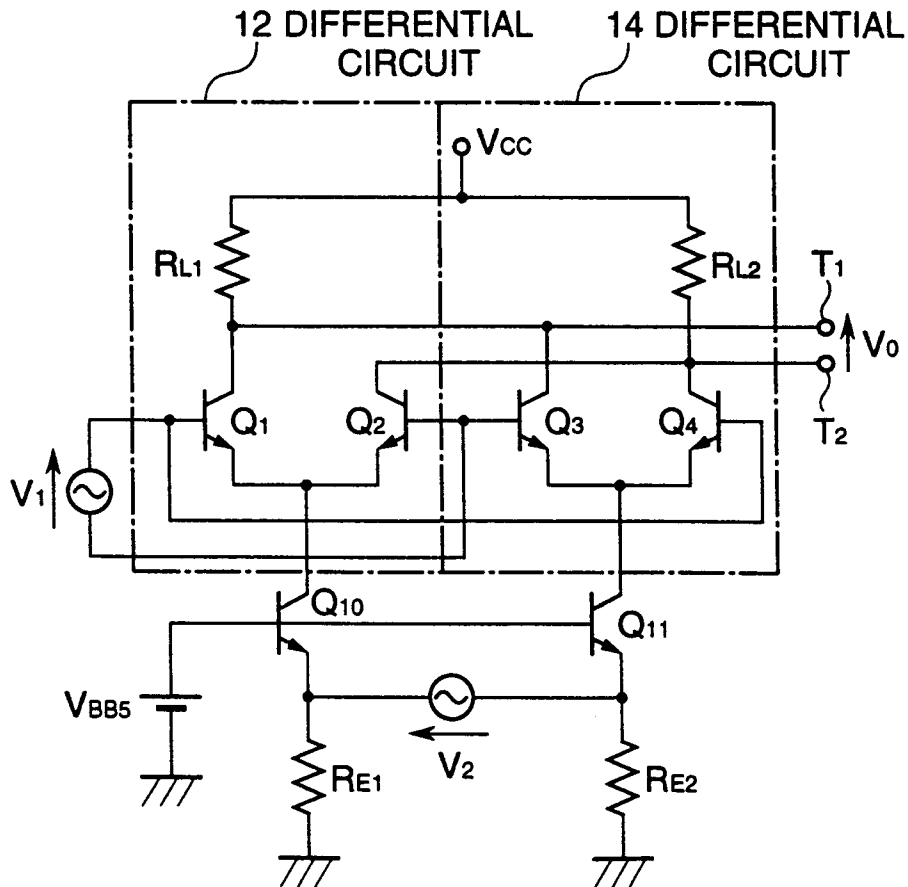 12 DIFFERENTIAL CIRCUIT
14 DIFFERENTIAL CIRCUIT
VCC
RL1
RL2
T1
V0
T2
Q1
Q2
Q3
Q4
V1
Q10
Q11
VBB5
V2
RE1
RE2